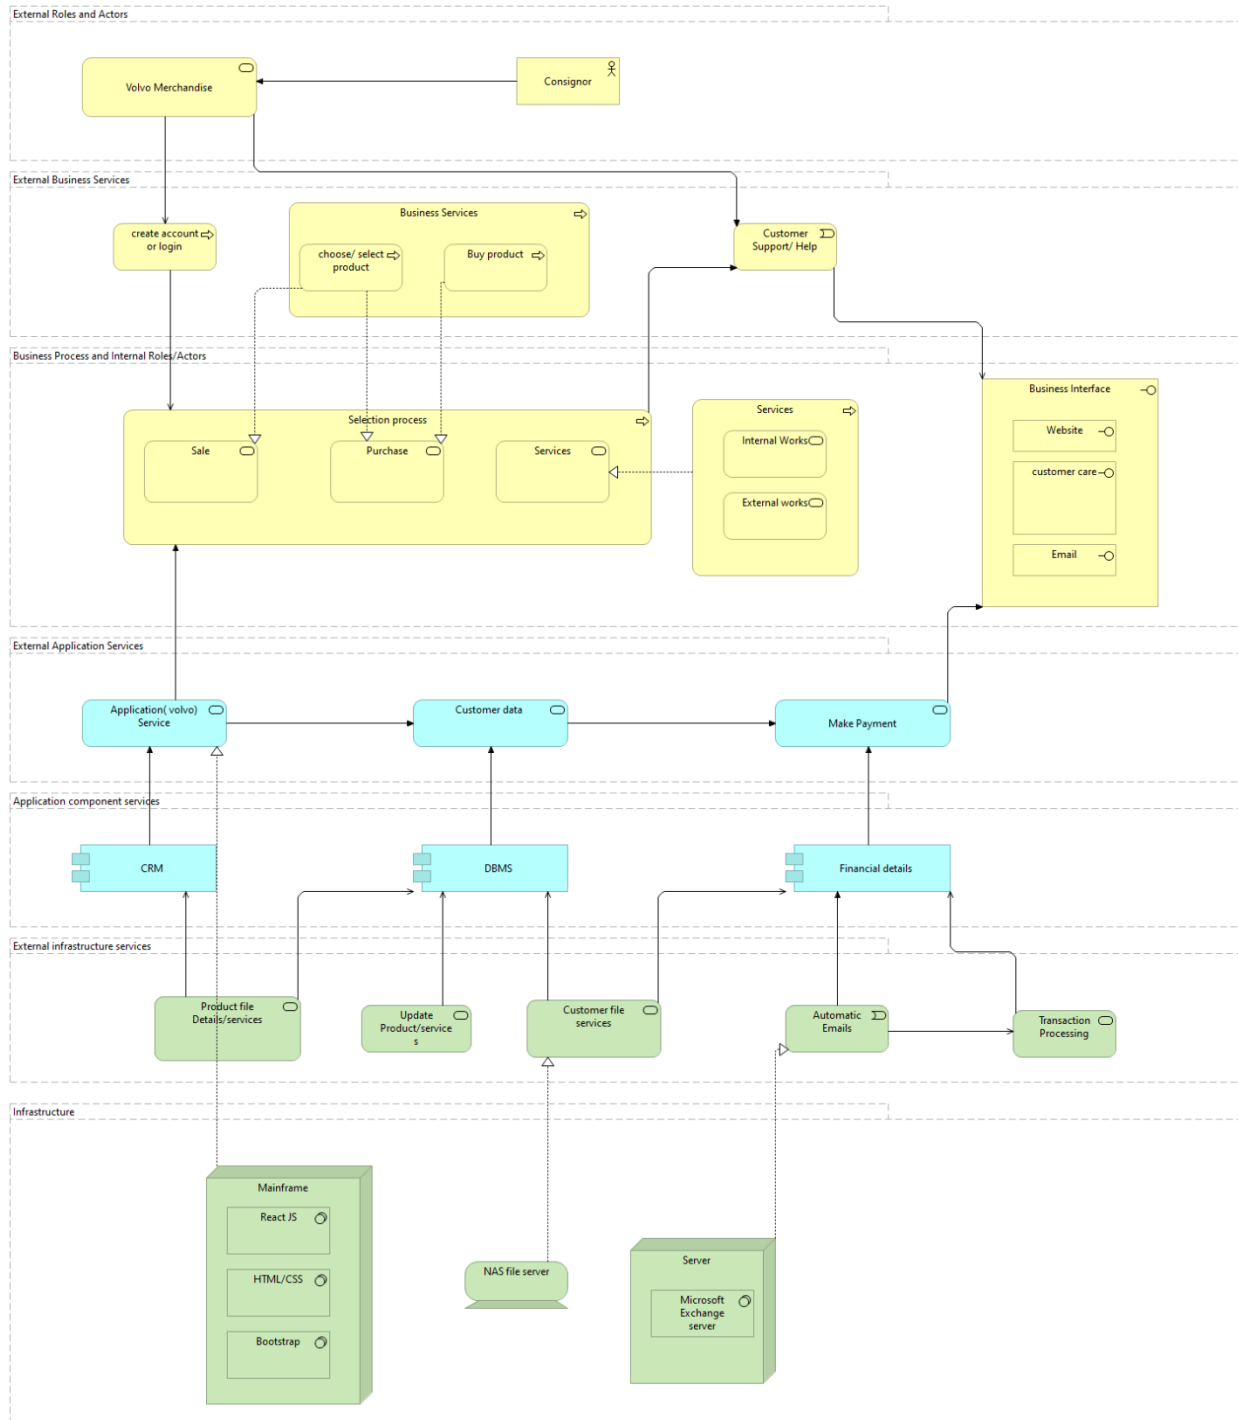 External Roles and Actors
Volvo Merchandise
Consignor
External Business Services
create account
or login
Business Services
choose/ select
product
Buy product
Customer
Support/ Help
Business Process and Internal Roles/Actors
Selection process
Sale
Purchase
Services
Services
Internal Works
External works
Business Interface
Website
customer care
Email
External Application Services
Application( volvo)
Service
Customer data
Make Payment
Application component services
CRM
DBMS
Financial details
External infrastructure services
Product file
Details/services
Update
Product/service
s
Customer file
services
Automatic
Emails
Transaction
Processing
Infrastructure
Mainframe
React JS
HTML/CSS
Bootstrap
NAS file server
Server
Microsoft
Exchange
server